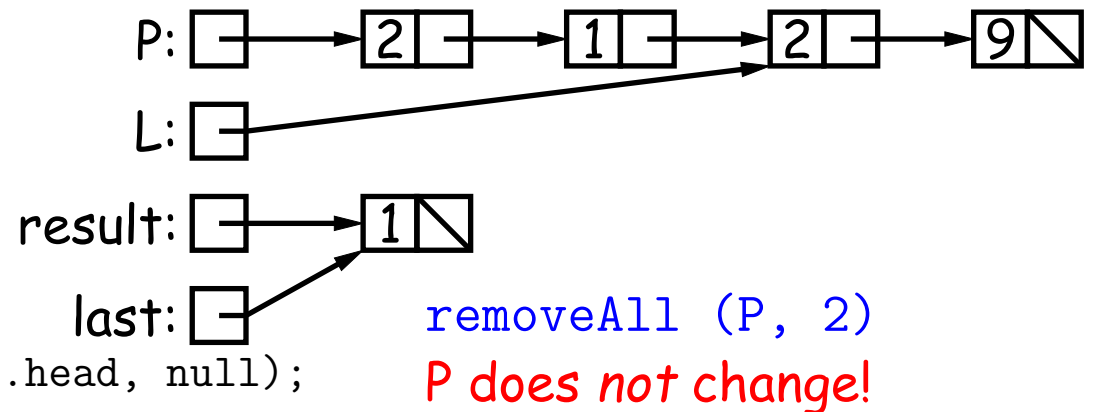 P: 2 1 2 9
L:
result: 1
last:
removeAll (P, 2)
.head, null);
P does not change!